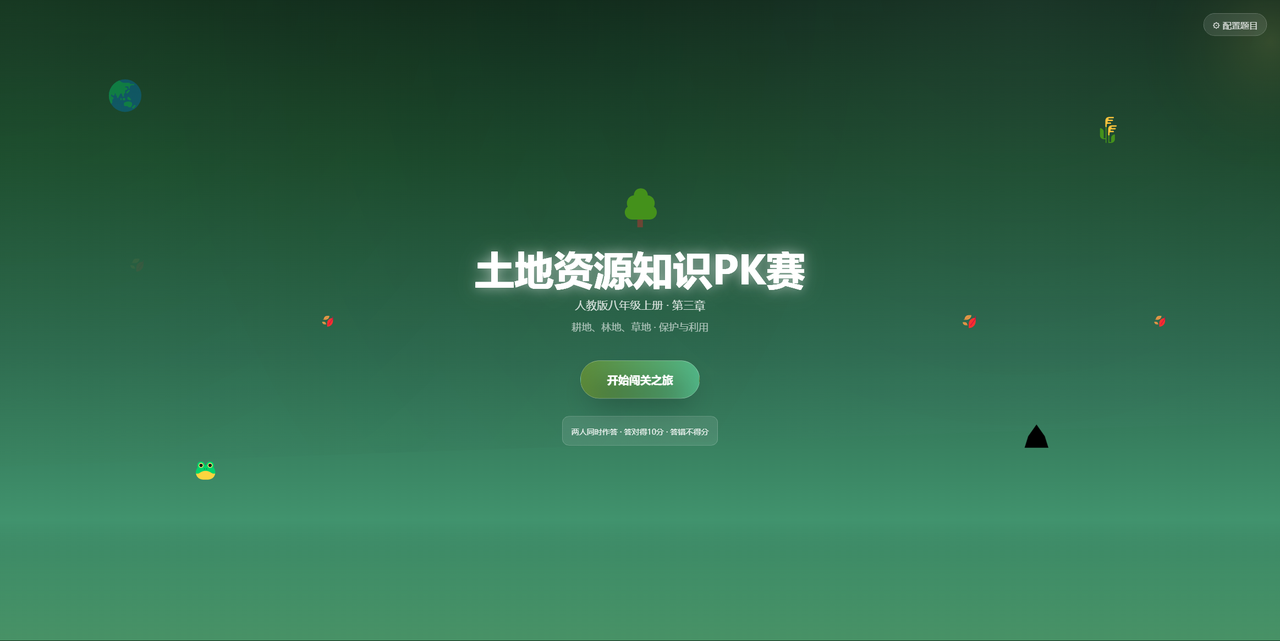 ⚙ 配置题目
土地资源知识PK赛
人教版八年级上册 · 第三章
耕地、林地、草地 · 保护与利用
开始闯关之旅
两人同时作答 · 答对得10分 · 答错不得分